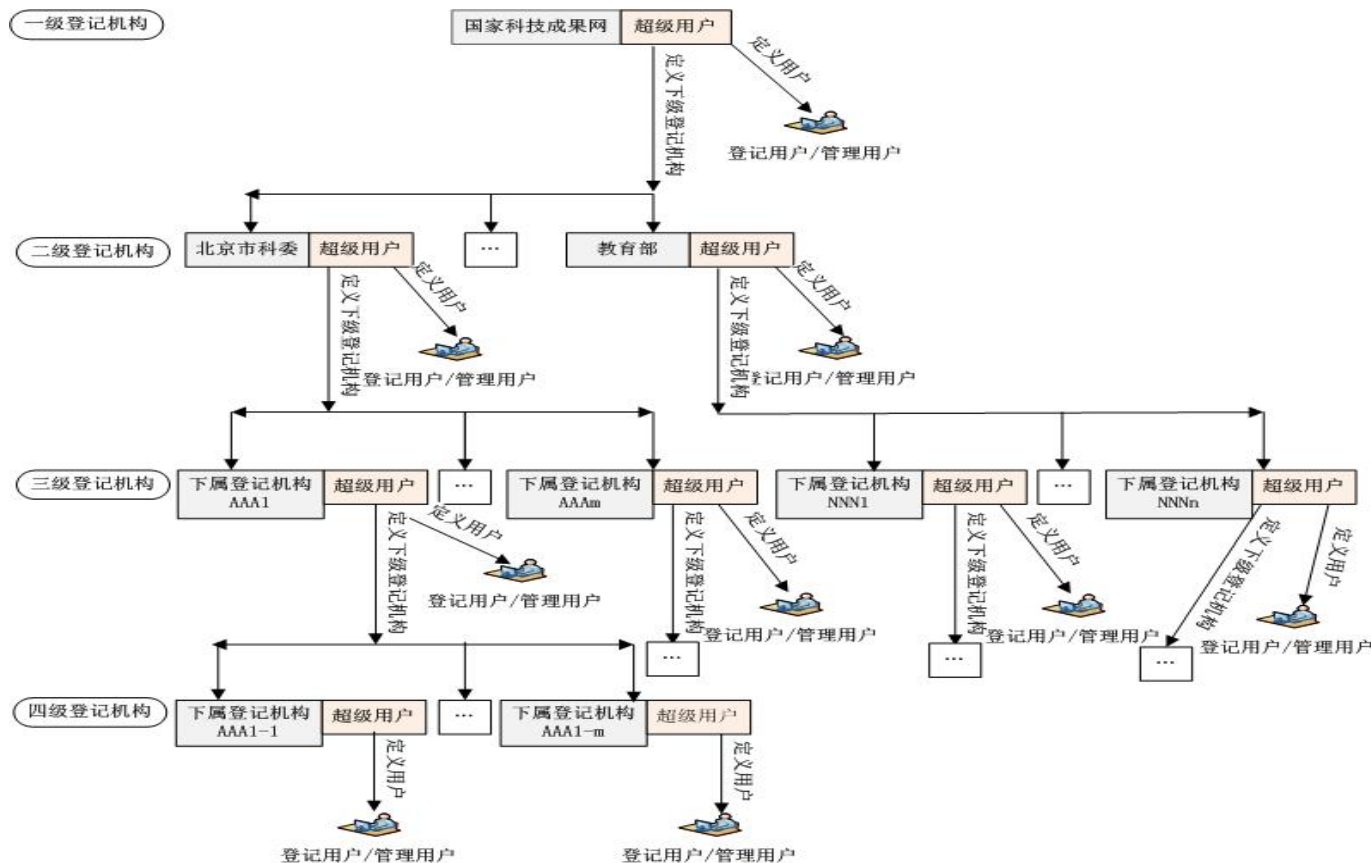 一级登记机构
国家科技成果网
超级用户
定义用户
定义下级登记机构
登记用户/管理用户
二级登记机构
北京市科委
超级用户
…
教育部
超级用户
定义用户
定义用户
定义下级登记机构
定义下级登记机构
登记用户/管理用户
登记用户/管理用户
三级登记机构
下属登记机构
AAA1
超级用户
…
下属登记机构
AAAm
超级用户
下属登记机构
NNN1
超级用户
…
下属登记机构
NNNn
超级用户
定义下级登记机构
定义用户
定义下级登记机构
定义用户
定义下级登记机构
定义用户
定义下级登记机构
定义用户
登记用户/管理用户
登记用户/管理用户
登记用户/管理用户
登记用户/管理用户
…
…
…
四级登记机构
下属登记机构
AAA1-1
超级用户
…
下属登记机构
AAA1-m
超级用户
定义用户
定义用户
登记用户/管理用户
登记用户/管理用户